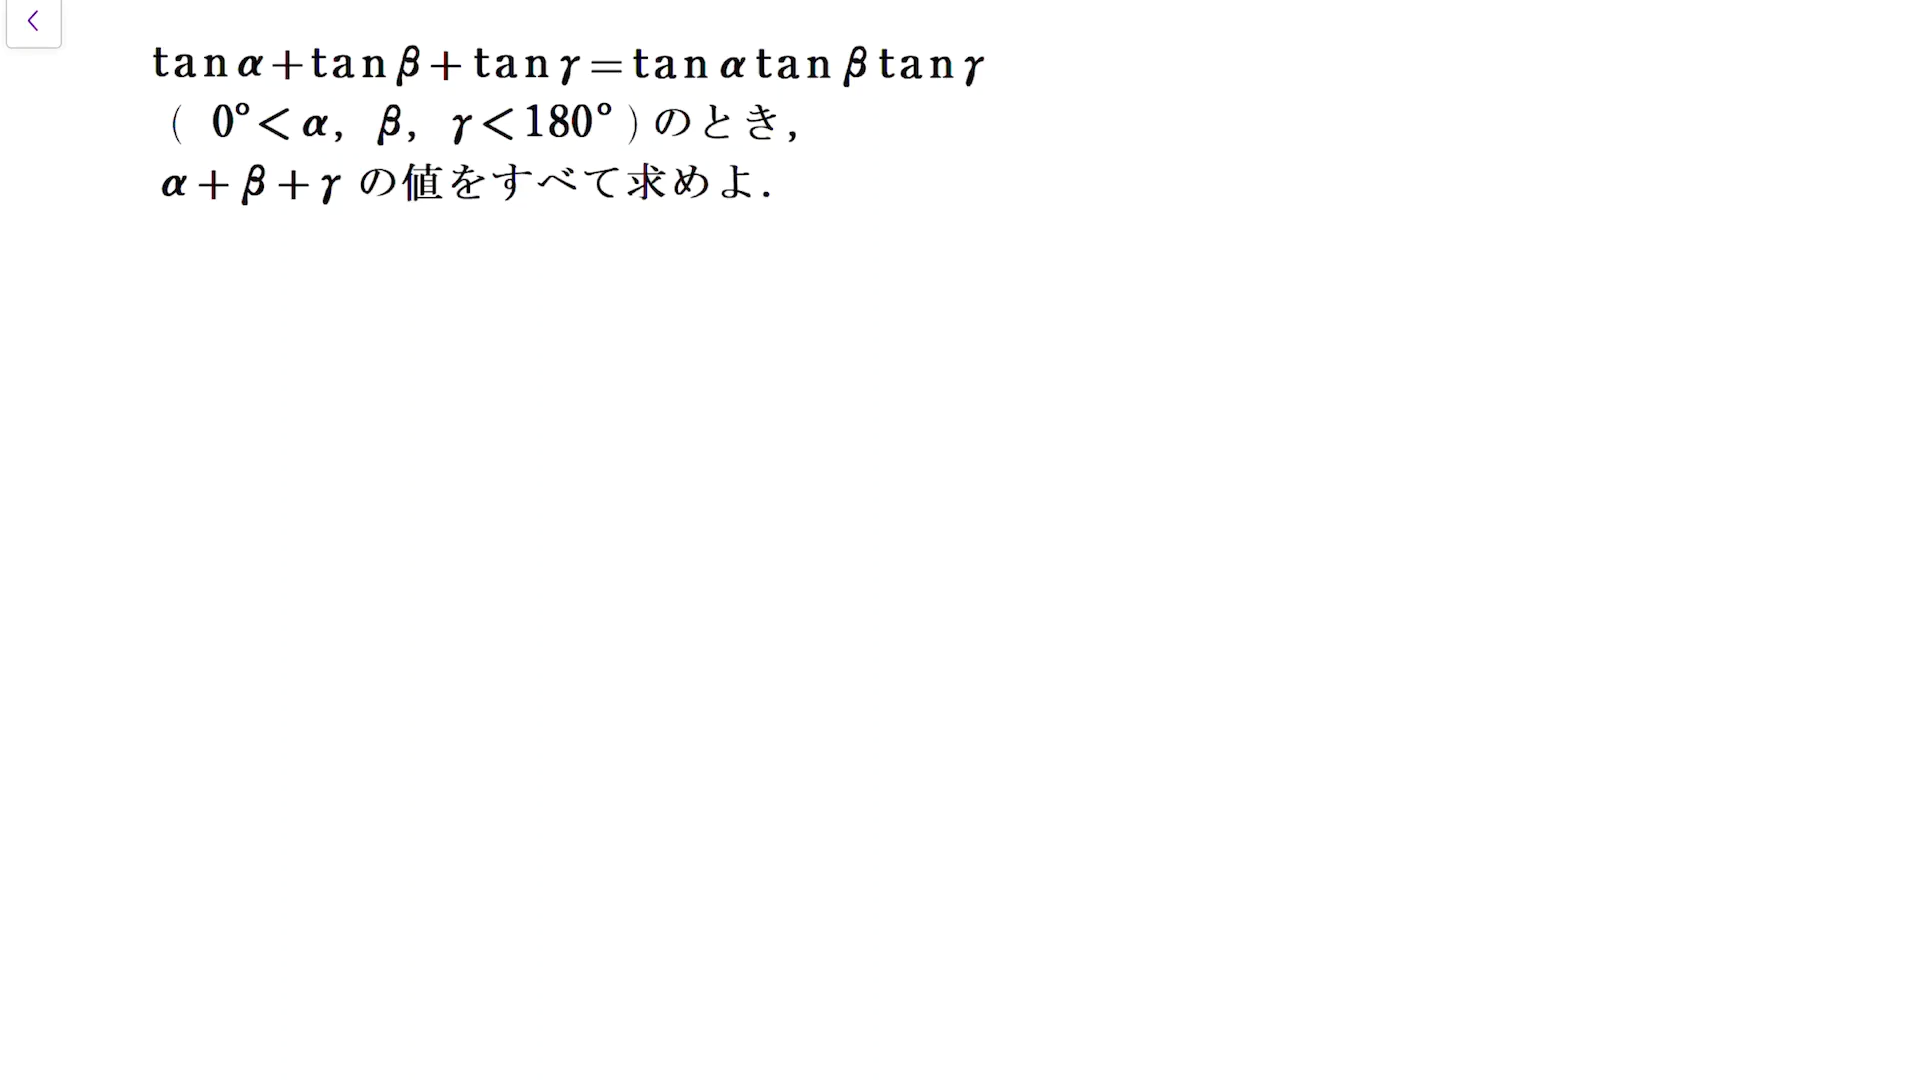 tanα+tanβ+tanγ=tanαtanβtanγ
( 0°<α, β, γ<180°)のとき,
α+β+γ の値をすべて求めよ.